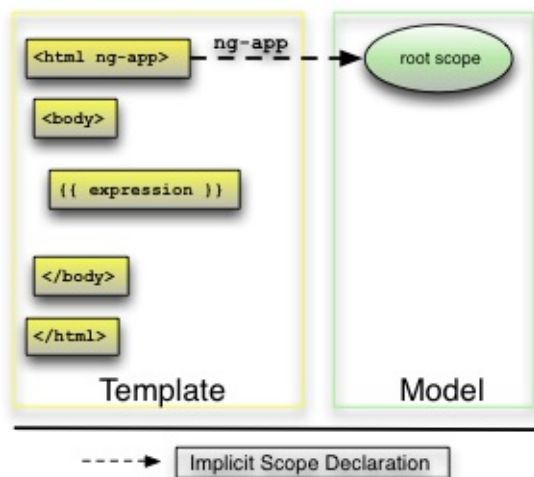 <html ng-app>
ng-app
root scope
<body>
{{ expression }}
</body>
</html>
Template
Model
Implicit Scope Declaration